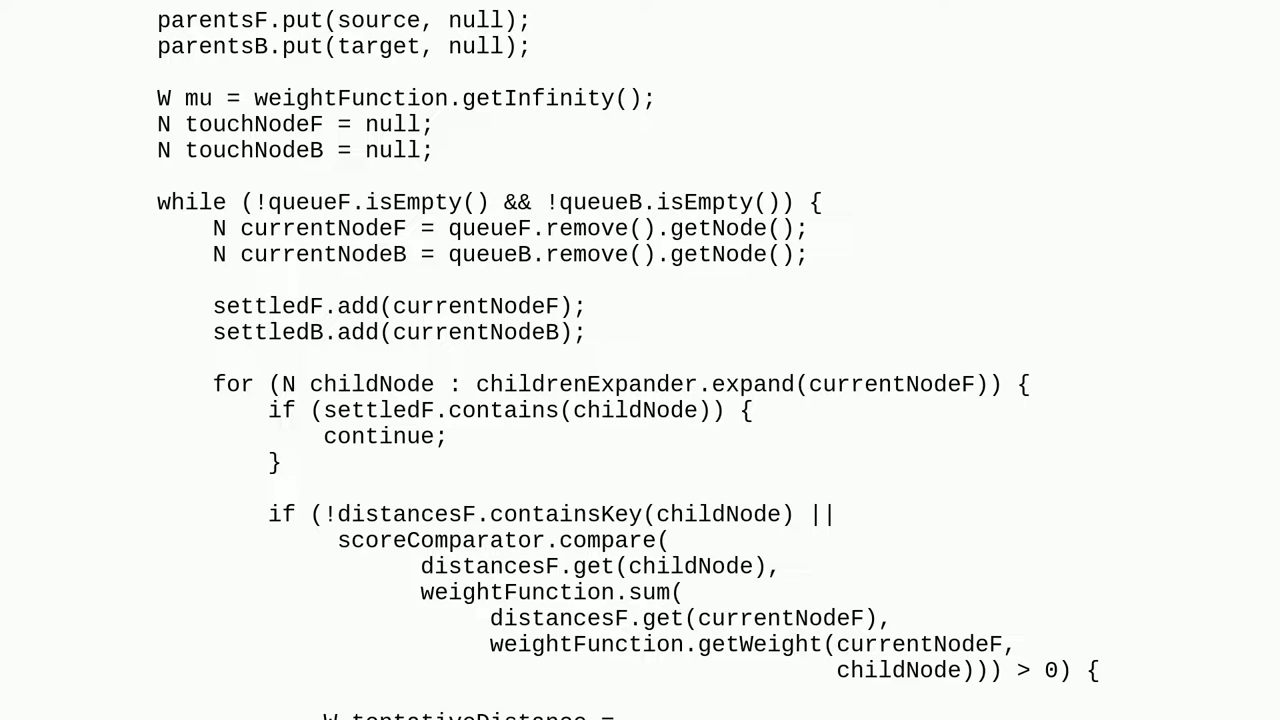 parentsF.put(source, null);
parentsB.put(target, null);
W mu = weightFunction.getInfinity();
N touchNodeF = null;
N touchNodeB = null;
while (!queueF.isEmpty() && !queueB.isEmpty()) {
N currentNodeF = queueF.remove().getNode();
N currentNodeB = queueB.remove().getNode();
settledF.add(currentNodeF);
settledB.add(currentNodeB);
for (N childNode : childrenExpander.expand(currentNodeF)) {
if (settledF.contains(childNode)) {
continue;
}
if (!distancesF.containsKey(childNode) ||
scoreComparator.compare(
distancesF.get(childNode),
weightFunction.sum(
distancesF.get(currentNodeF),
weightFunction.getWeight(currentNodeF,
childNode))) > 0) {
W tentativeDistance =